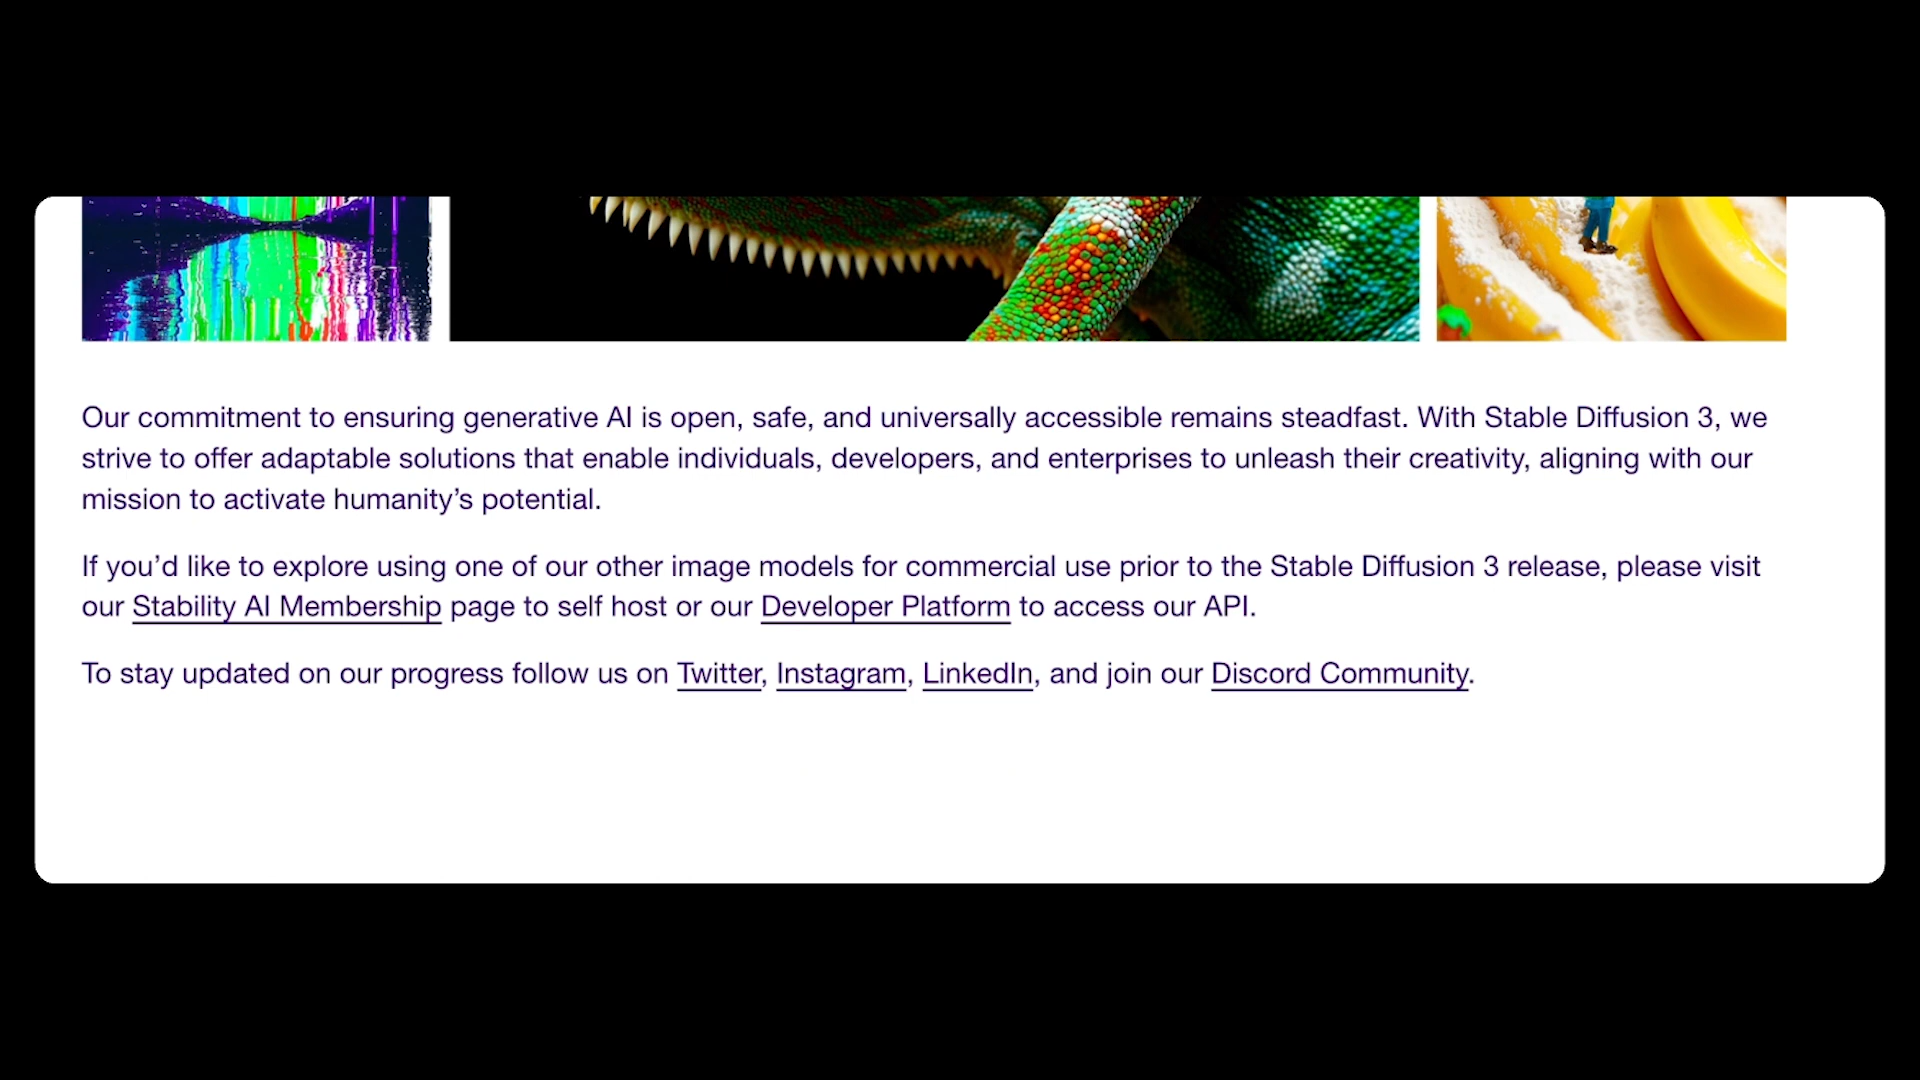 Our commitment to ensuring generative AI is open, safe, and universally accessible remains steadfast. With Stable Diffusion 3, we
strive to offer adaptable solutions that enable individuals, developers, and enterprises to unleash their creativity, aligning with our
mission to activate humanity’s potential.
If you’d like to explore using one of our other image models for commercial use prior to the Stable Diffusion 3 release, please visit
our Stability AI Membership page to self host or our Developer Platform to access our API.
To stay updated on our progress follow us on Twitter, Instagram, LinkedIn, and join our Discord Community.